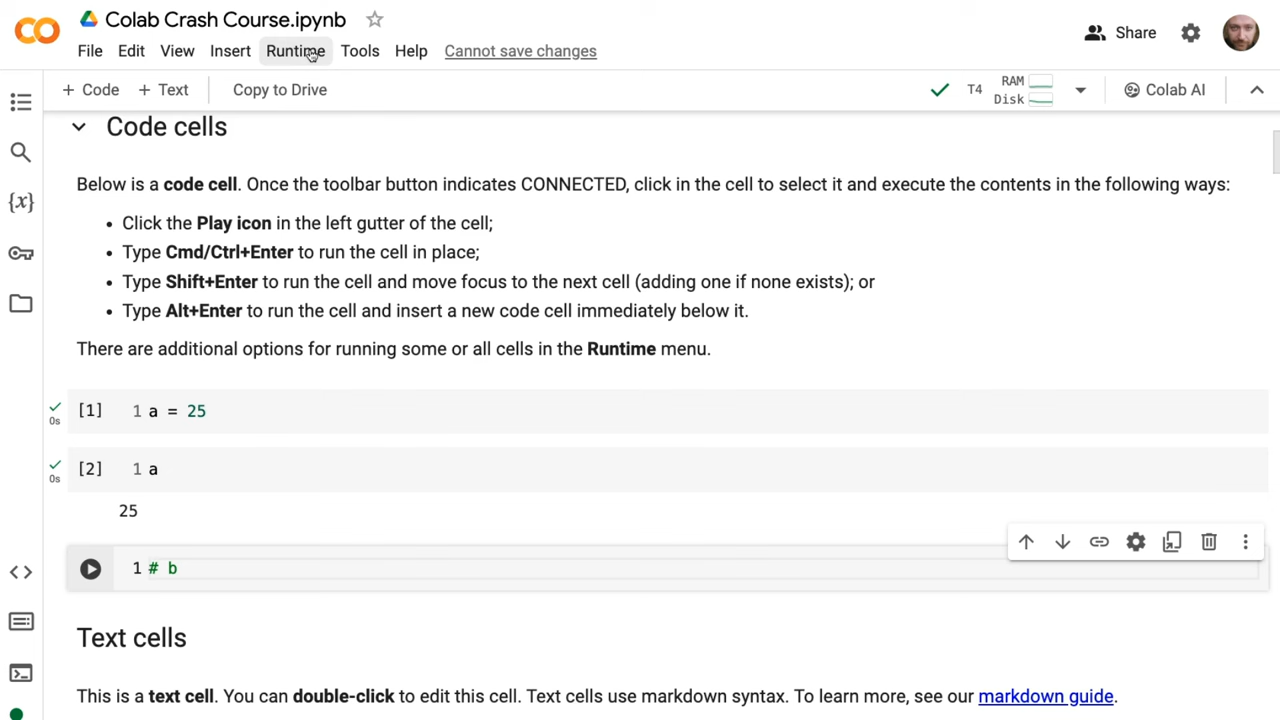 Colab Crash Course.ipynb
File Edit View Insert Runtime Tools Help Cannot save changes
Share
+ Code + Text Copy to Drive
T4 RAM
Disk
Colab AI
Code cells
Below is a code cell. Once the toolbar button indicates CONNECTED, click in the cell to select it and execute the contents in the following ways:
• Click the Play icon in the left gutter of the cell;
• Type Cmd/Ctrl+Enter to run the cell in place;
• Type Shift+Enter to run the cell and move focus to the next cell (adding one if none exists); or
• Type Alt+Enter to run the cell and insert a new code cell immediately below it.
There are additional options for running some or all cells in the Runtime menu.
[1] 1 a = 25
0s
[2] 1 a
0s
25
1 # b
Text cells
This is a text cell. You can double-click to edit this cell. Text cells use markdown syntax. To learn more, see our markdown guide.